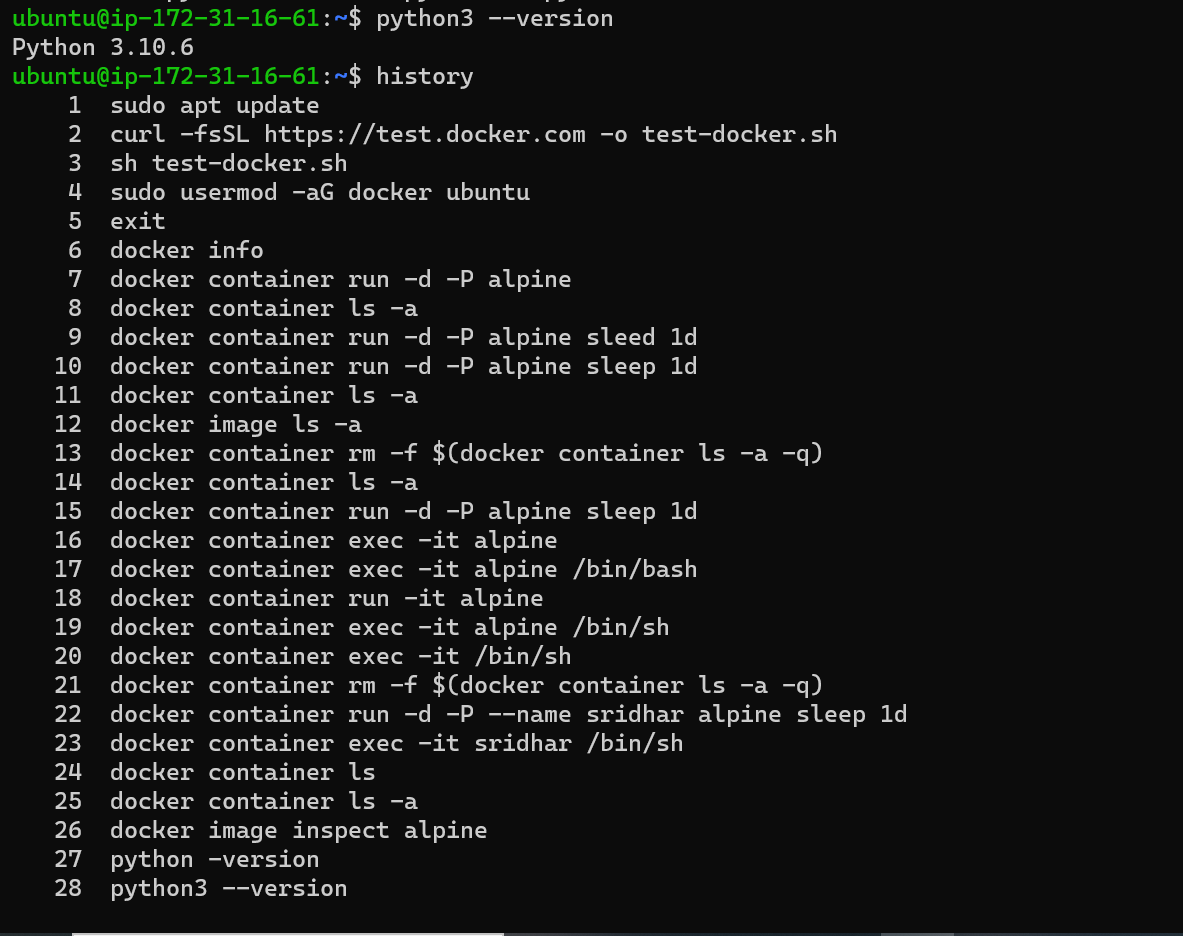 ubuntu@ip-172-31-16-61:~$ python3 --version
Python 3.10.6
ubuntu@ip-172-31-16-61:~$ history
1 sudo apt update
2 curl -fsSL https://test.docker.com -o test-docker.sh
3 sh test-docker.sh
4 sudo usermod -aG docker ubuntu
5 exit
6 docker info
7 docker container run -d -P alpine
8 docker container ls -a
9 docker container run -d -P alpine sleed 1d
10 docker container run -d -P alpine sleep 1d
11 docker container ls -a
12 docker image ls -a
13 docker container rm -f $(docker container ls -a -q)
14 docker container ls -a
15 docker container run -d -P alpine sleep 1d
16 docker container exec -it alpine
17 docker container exec -it alpine /bin/bash
18 docker container run -it alpine
19 docker container exec -it alpine /bin/sh
20 docker container exec -it /bin/sh
21 docker container rm -f $(docker container ls -a -q)
22 docker container run -d -P --name sridhar alpine sleep 1d
23 docker container exec -it sridhar /bin/sh
24 docker container ls
25 docker container ls -a
26 docker image inspect alpine
27 python -version
28 python3 --version